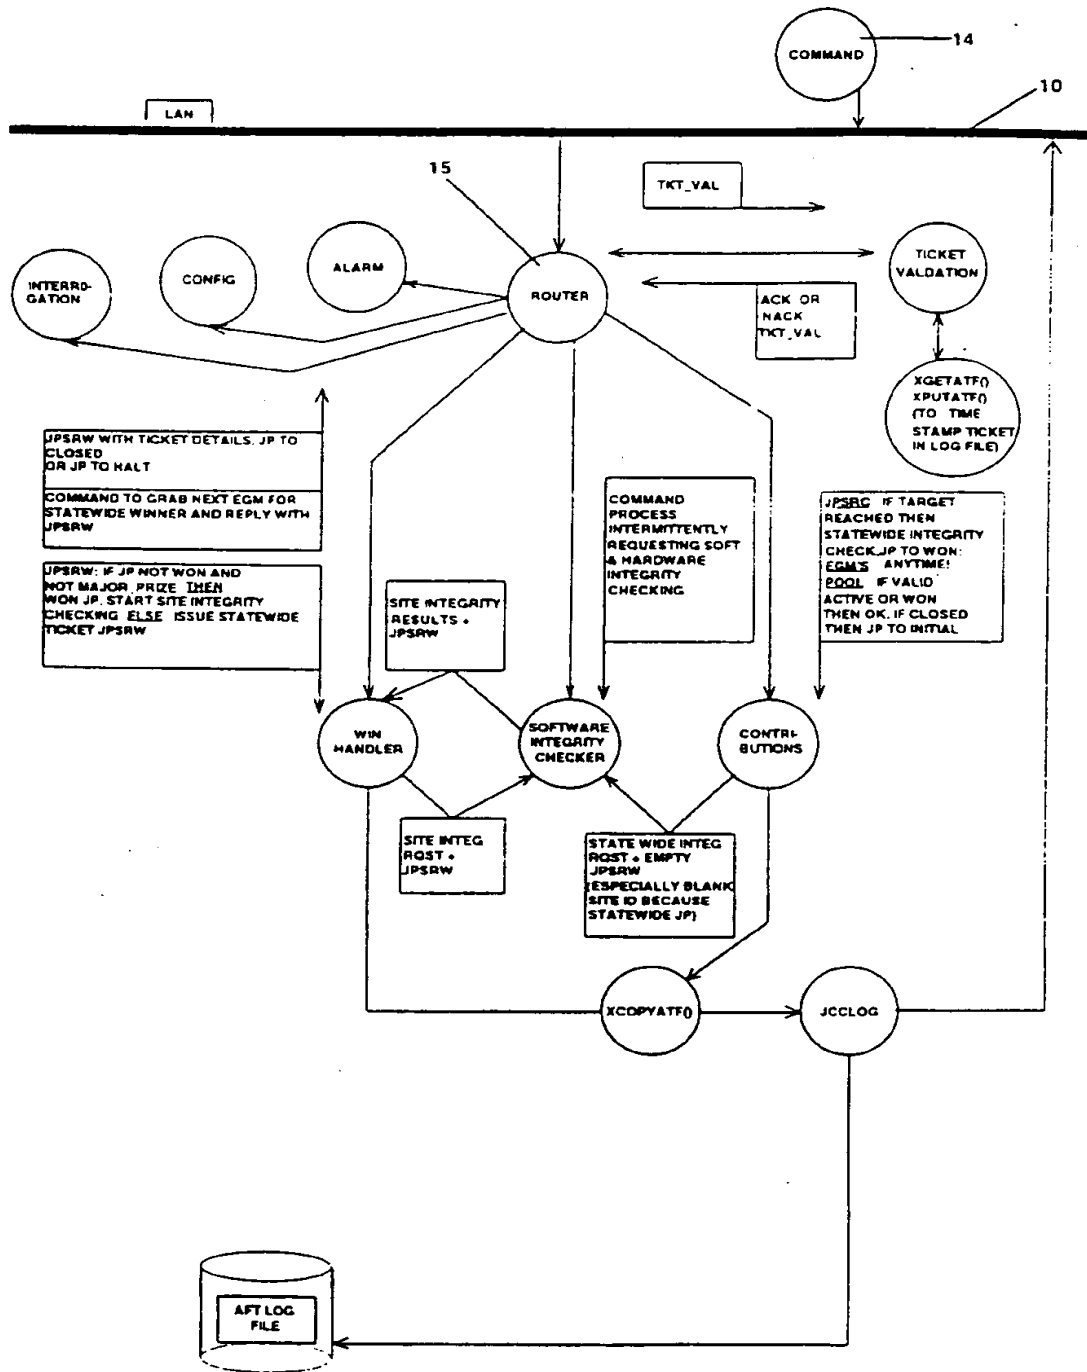 COMMAND
14
10
LAN
15
TKT_VAL
INTERRO-
GATION
CONFIG
ALARM
ROUTER
TICKET
VALDATION
ACK OR
NACK
TKT_VAL
XGETATF()
XPUTATF()
(TO TIME
STAMP TICKET
IN LOG FILE)
JPSRW WITH TICKET DETAILS. JP TO
CLOSED
OR JP TO HALT
COMMAND TO GRAB NEXT EGM FOR
STATEWIDE WINNER AND REPLY WITH
JPSRW
JPSRW: IF JP NOT WON AND
NOT MAJOR PRIZE THEN
WON JP. START SITE INTEGRITY
CHECKING ELSE ISSUE STATEWIDE
TICKET JPSRW
SITE INTEGRITY
RESULTS +
JPSRW
COMMAND
PROCESS
INTERMITTENTLY
REQUESTING SOFT
& HARDWARE
INTEGRITY
CHECKING
JPSRC IF TARGET
REACHED THEN
STATEWIDE INTEGRITY
CHECK.JP TO WON:
EGM'S ANYTIME!
POOL IF VALID
ACTIVE OR WON
THEN OK. IF CLOSED
THEN JP TO INITIAL
WIN
HANDLER
SOFTWARE
INTEGRITY
CHECKER
CONTRI-
BUTIONS
SITE INTEG
RQST +
JPSRW
STATE WIDE INTEG
RQST + EMPTY
JPSRW
(ESPECIALLY BLANK
SITE ID BECAUSE
STATEWIDE JP)
XCOPYATF()
JCCLOG
AFT LOG
FILE